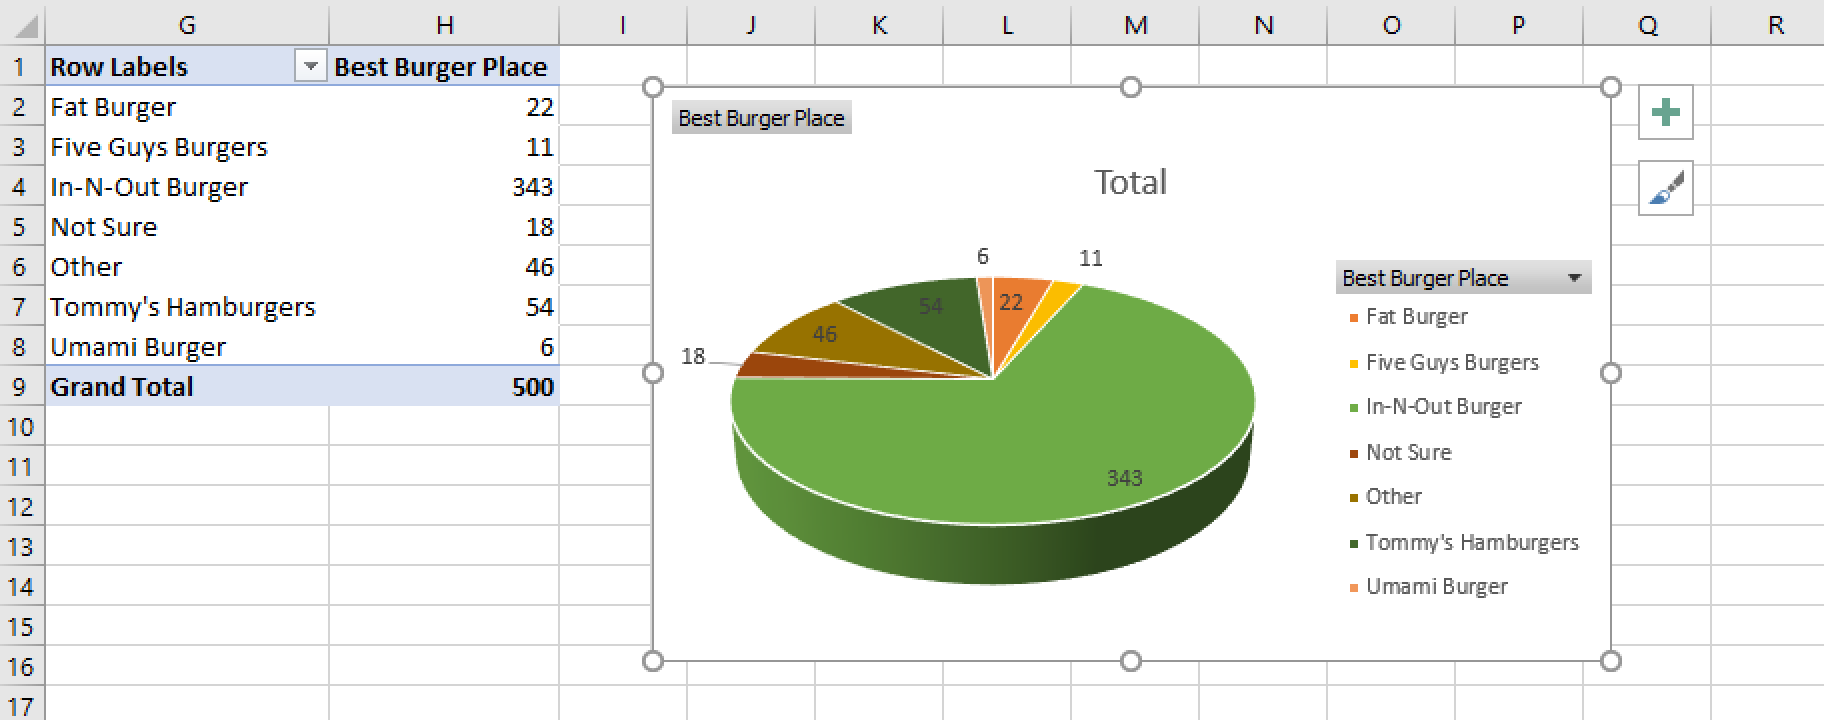 G H I J K L M N O P Q R
1 Row Labels Best Burger Place
2 Fat Burger 22
3 Five Guys Burgers 11
4 In-N-Out Burger 343
5 Not Sure 18
6 Other 46
7 Tommy's Hamburgers 54
8 Umami Burger 6
9 Grand Total 500
10
11
12
13
14
15
16
17
Best Burger Place
Total
6
11
22
54
46
18
343
Best Burger Place
Fat Burger
Five Guys Burgers
In-N-Out Burger
Not Sure
Other
Tommy's Hamburgers
Umami Burger